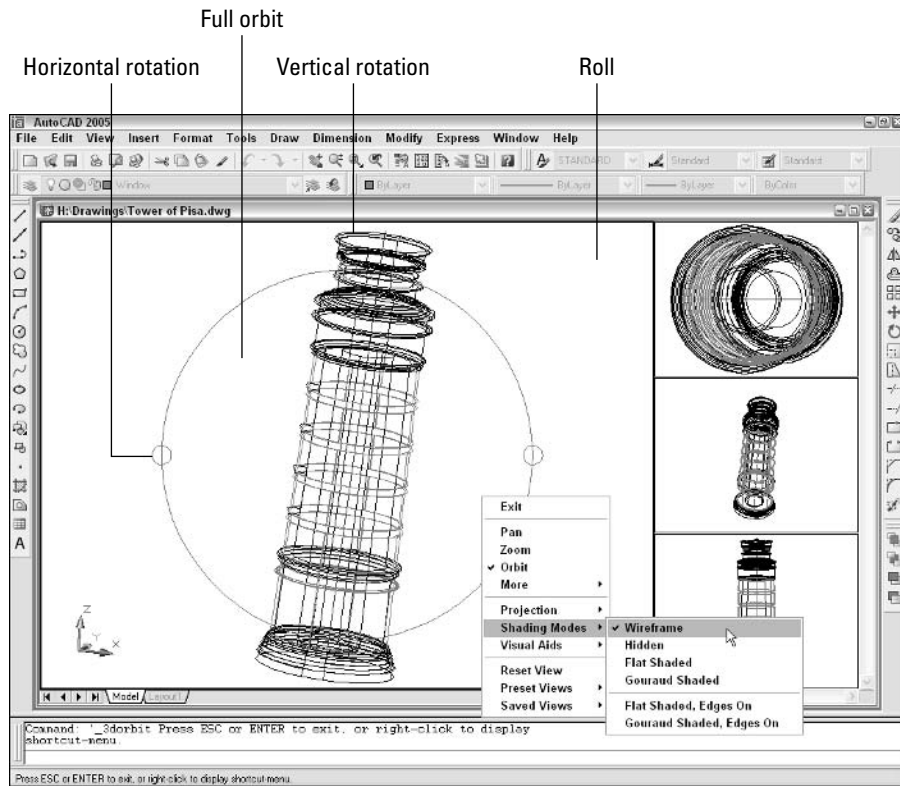 Full orbit
Horizontal rotation Vertical rotation Roll
AutoCAD 2005
File Edit View Insert Format Tools Draw Dimension Modify Express Window Help
STANDARD Standard Standard
Window ByLayer ByLayer ByLayer ByColor
H:\Drawings\Tower of Pisa.dwg
Exit
Pan
Zoom
Orbit
More
Projection
Shading Modes
Visual Aids
Reset View
Preset Views
Saved Views
Wireframe
Hidden
Flat Shaded
Gouraud Shaded
Flat Shaded, Edges On
Gouraud Shaded, Edges On
Z
Y
X
A
Model Layout1
Command: '_3dorbit Press ESC or ENTER to exit, or right-click to display
shortcut-menu.
Press ESC or ENTER to exit, or right-click to display shortcut-menu.